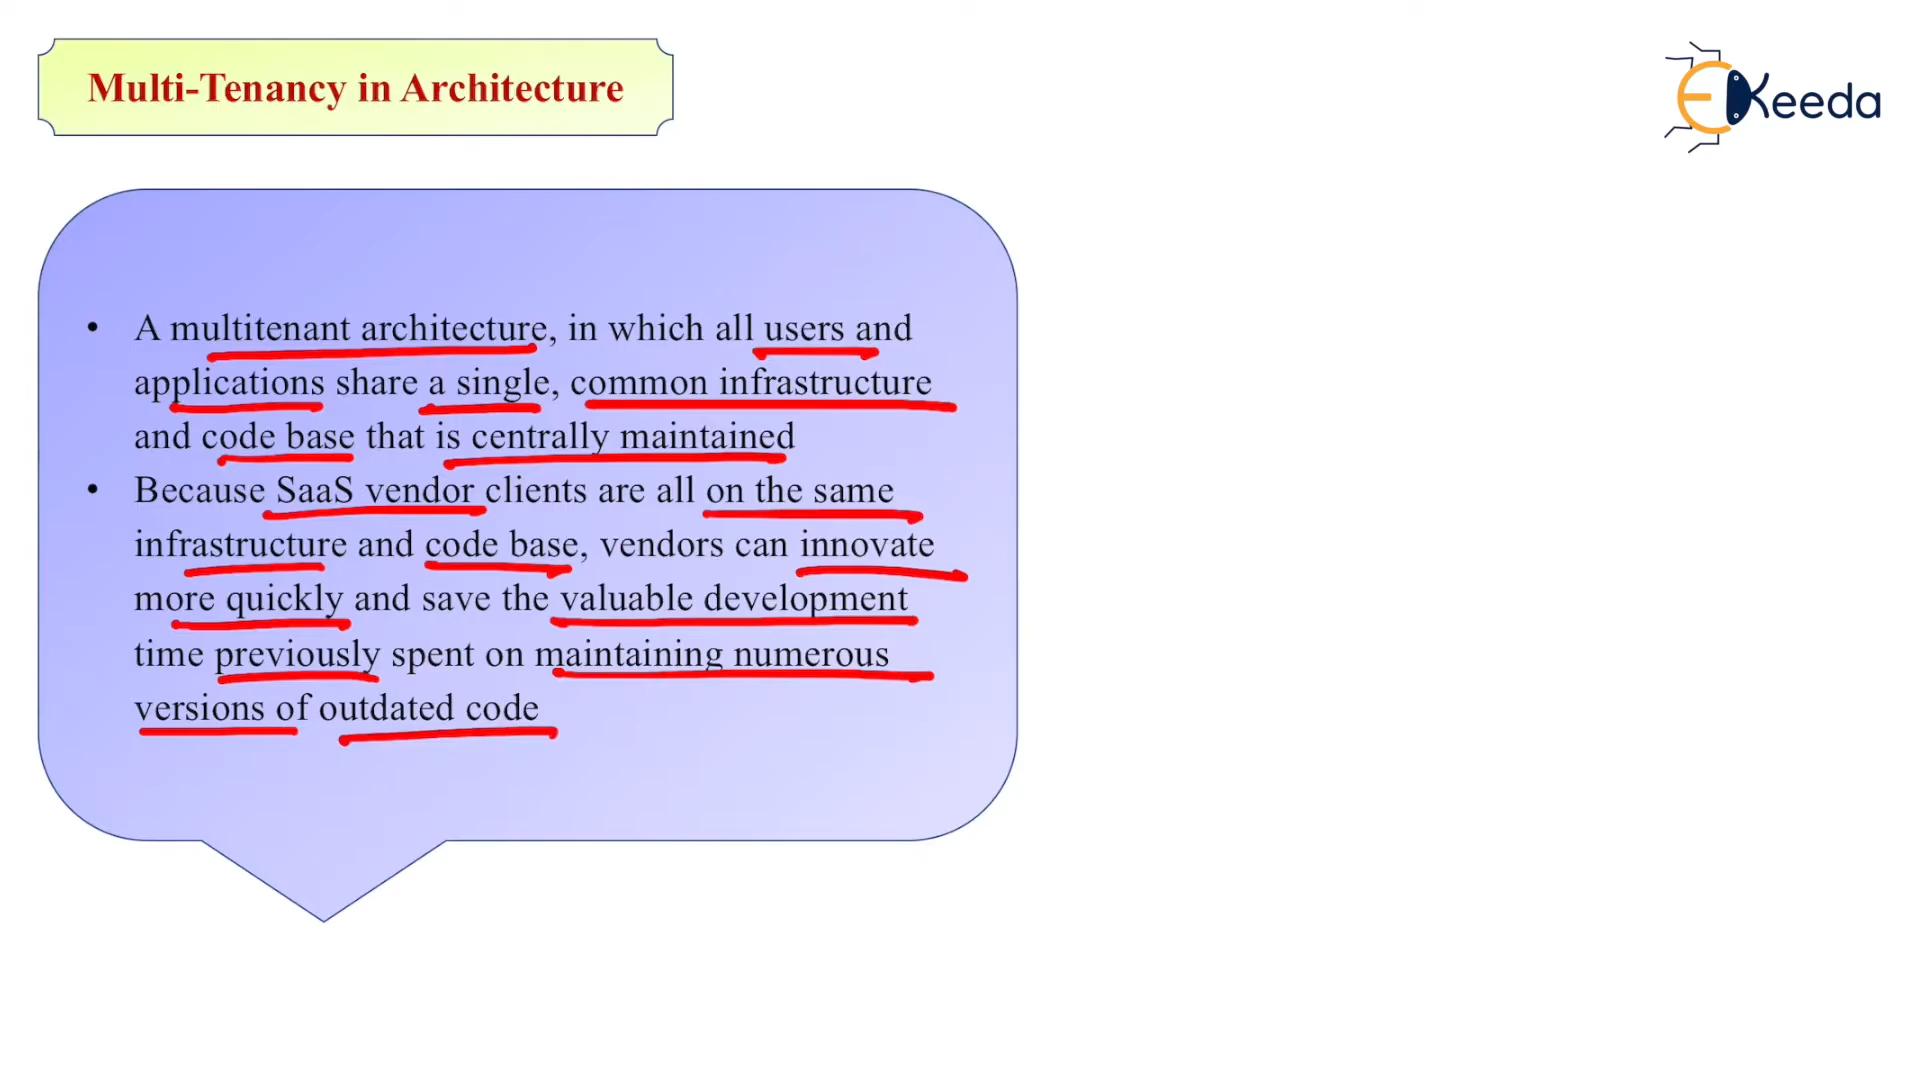 Multi-Tenancy in Architecture
EKeeda
• A multitenant architecture, in which all users and
applications share a single, common infrastructure
and code base that is centrally maintained
• Because SaaS vendor clients are all on the same
infrastructure and code base, vendors can innovate
more quickly and save the valuable development
time previously spent on maintaining numerous
versions of outdated code